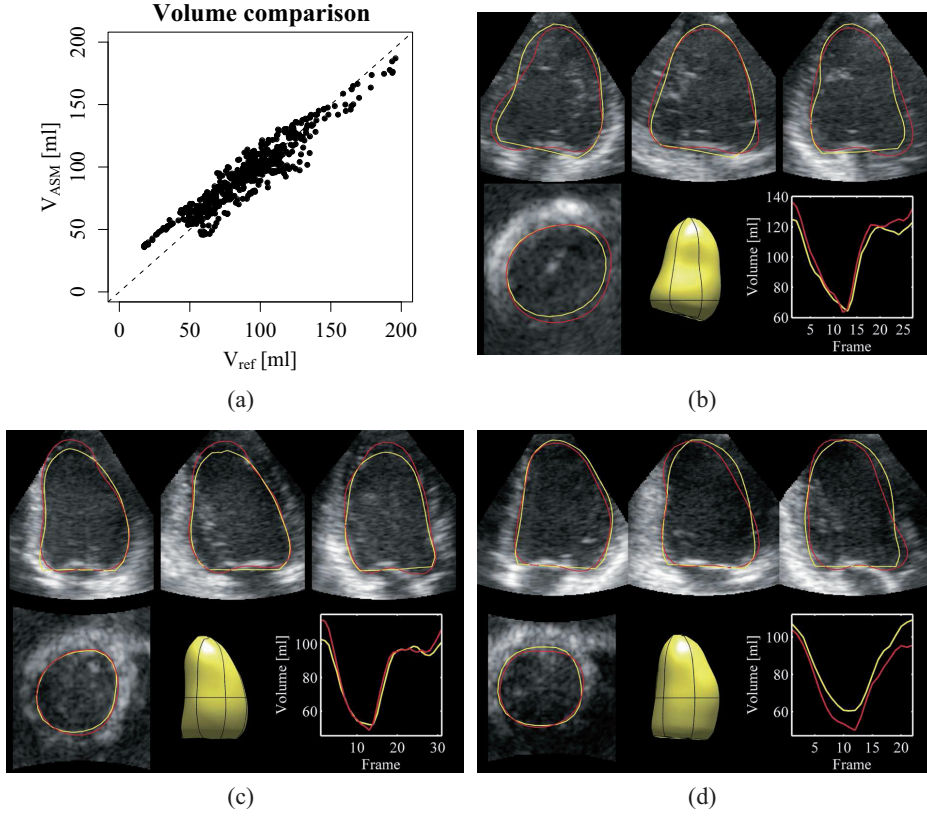 Volume comparison
200
150
100
50
0
V_ASM [ml]
0 50 100 150 200
V_ref [ml]
(a)
140
120
100
80
60
Volume [ml]
5 10 15 20 25
Frame
(b)
100
80
60
Volume [ml]
10 20 30
Frame
(c)
100
80
60
Volume [ml]
5 10 15 20
Frame
(d)